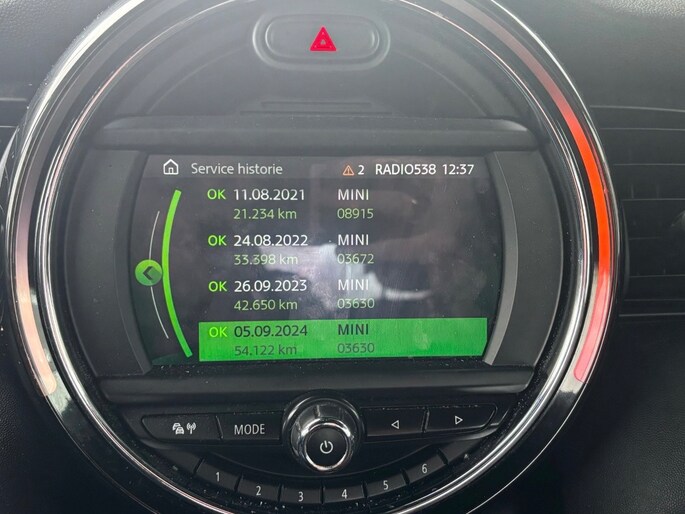 Service historie 2 RADIO538 12:37
OK 11.08.2021 MINI
21.234 km 08915
OK 24.08.2022 MINI
33.398 km 03672
OK 26.09.2023 MINI
42.650 km 03630
OK 05.09.2024 MINI
54.122 km 03630
MODE
1 2 3 4 5 6